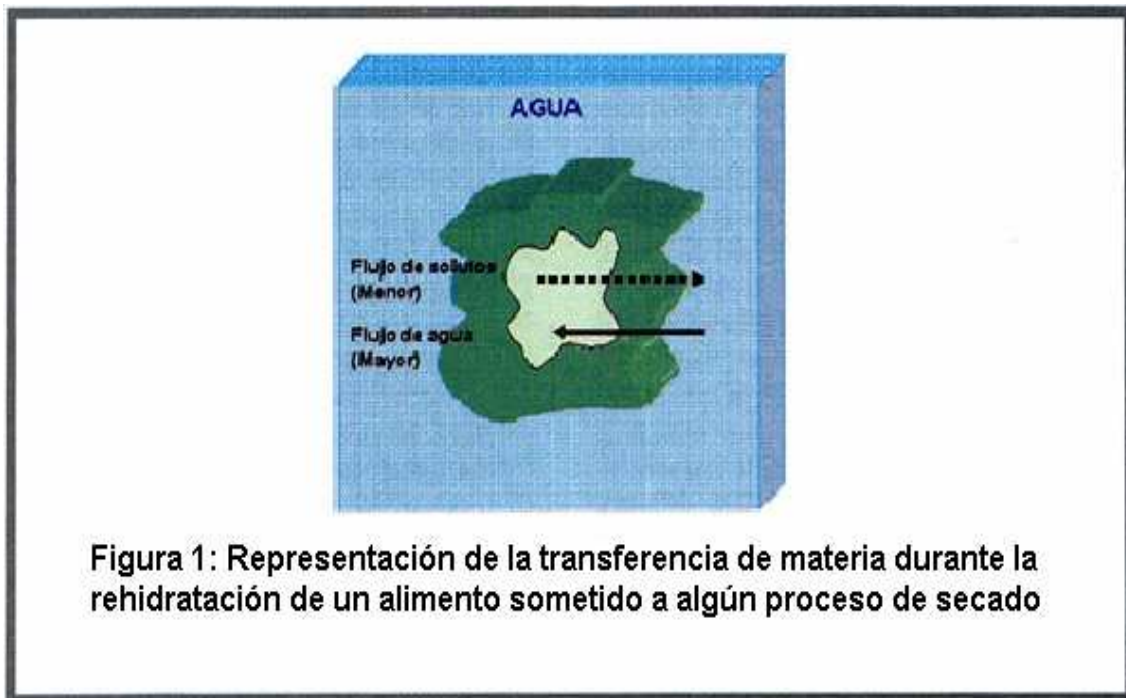 AGUA
Flujo de solutos
(Menor)
Flujo de agua
(Mayor)
Figura 1: Representación de la transferencia de materia durante la
rehidratación de un alimento sometido a algún proceso de secado